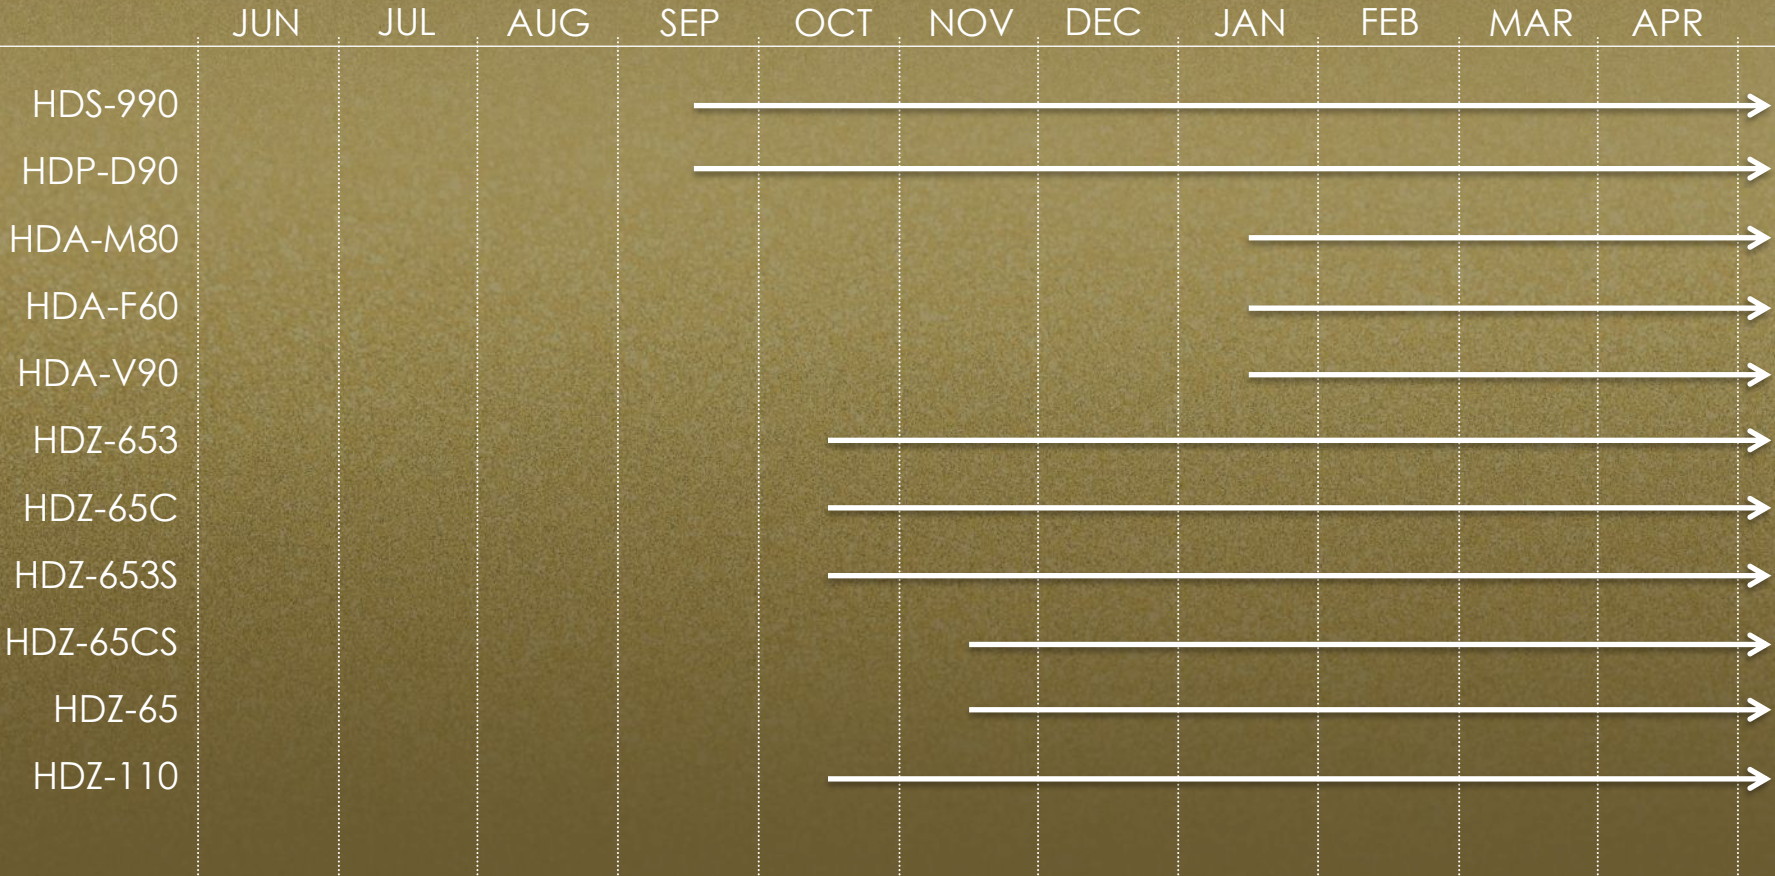 JUN JUL AUG SEP OCT NOV DEC JAN FEB MAR APR
HDS-990
HDP-D90
HDA-M80
HDA-F60
HDA-V90
HDZ-653
HDZ-65C
HDZ-653S
HDZ-65CS
HDZ-65
HDZ-110